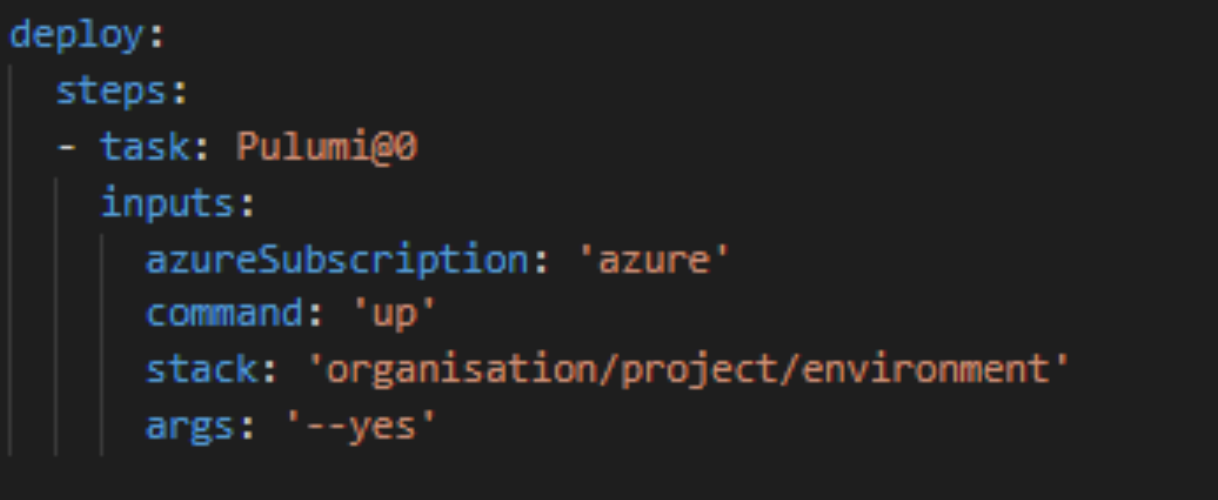 deploy:
  steps:
  - task: Pulumi@0
    inputs:
      azureSubscription: 'azure'
      command: 'up'
      stack: 'organisation/project/environment'
      args: '--yes'